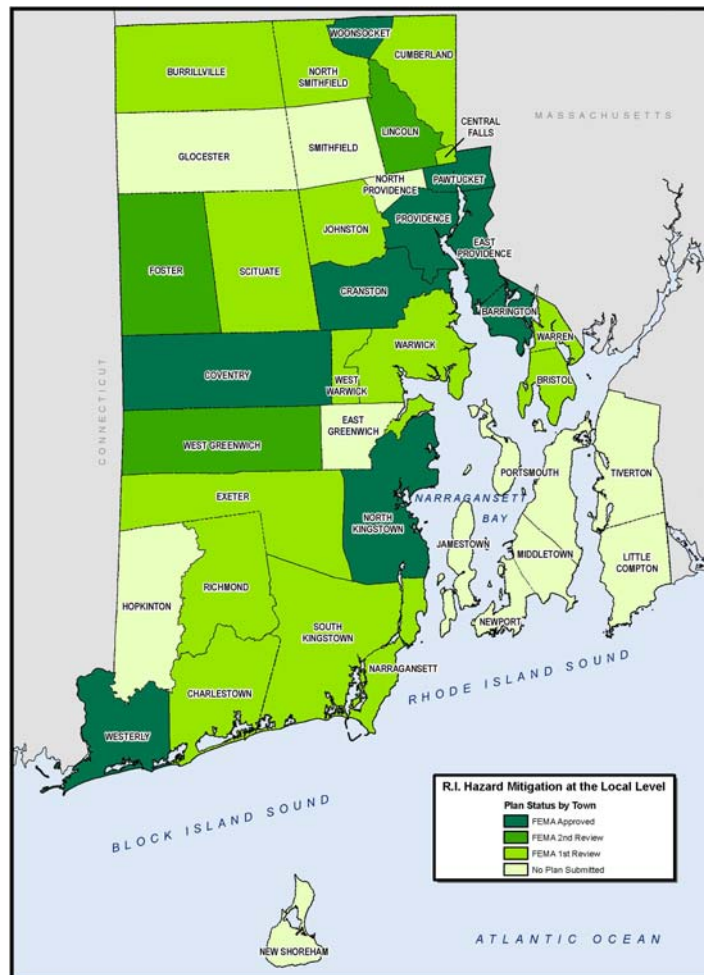 WOONSOCKET
CUMBERLAND
BURRILLVILLE
NORTH
SMITHFIELD
MASSACHUSETTS
CENTRAL
FALLS
LINCOLN
SMITHFIELD
GLOCESTER
NORTH
PROVIDENCE
PAWTUCKET
PROVIDENCE
JOHNSTON
EAST
PROVIDENCE
FOSTER
SCITUATE
CRANSTON
BARRINGTON
WARREN
WARWICK
CONNECTICUT
COVENTRY
WEST
WARWICK
BRISTOL
EAST
GREENWICH
WEST GREENWICH
PORTSMOUTH
TIVERTON
EXETER
NARRAGANSETT
BAY
NORTH
KINGSTOWN
JAMESTOWN
MIDDLETOWN
LITTLE
COMPTON
RICHMOND
HOPKINTON
NEWPORT
SOUTH
KINGSTOWN
NARRAGANSETT
CHARLESTOWN
RHODE ISLAND SOUND
WESTERLY
BLOCK ISLAND SOUND
R.I. Hazard Mitigation at the Local Level
Plan Status by Town
FEMA Approved
FEMA 2nd Review
FEMA 1st Review
No Plan Submitted
NEW SHOREHAM
ATLANTIC OCEAN